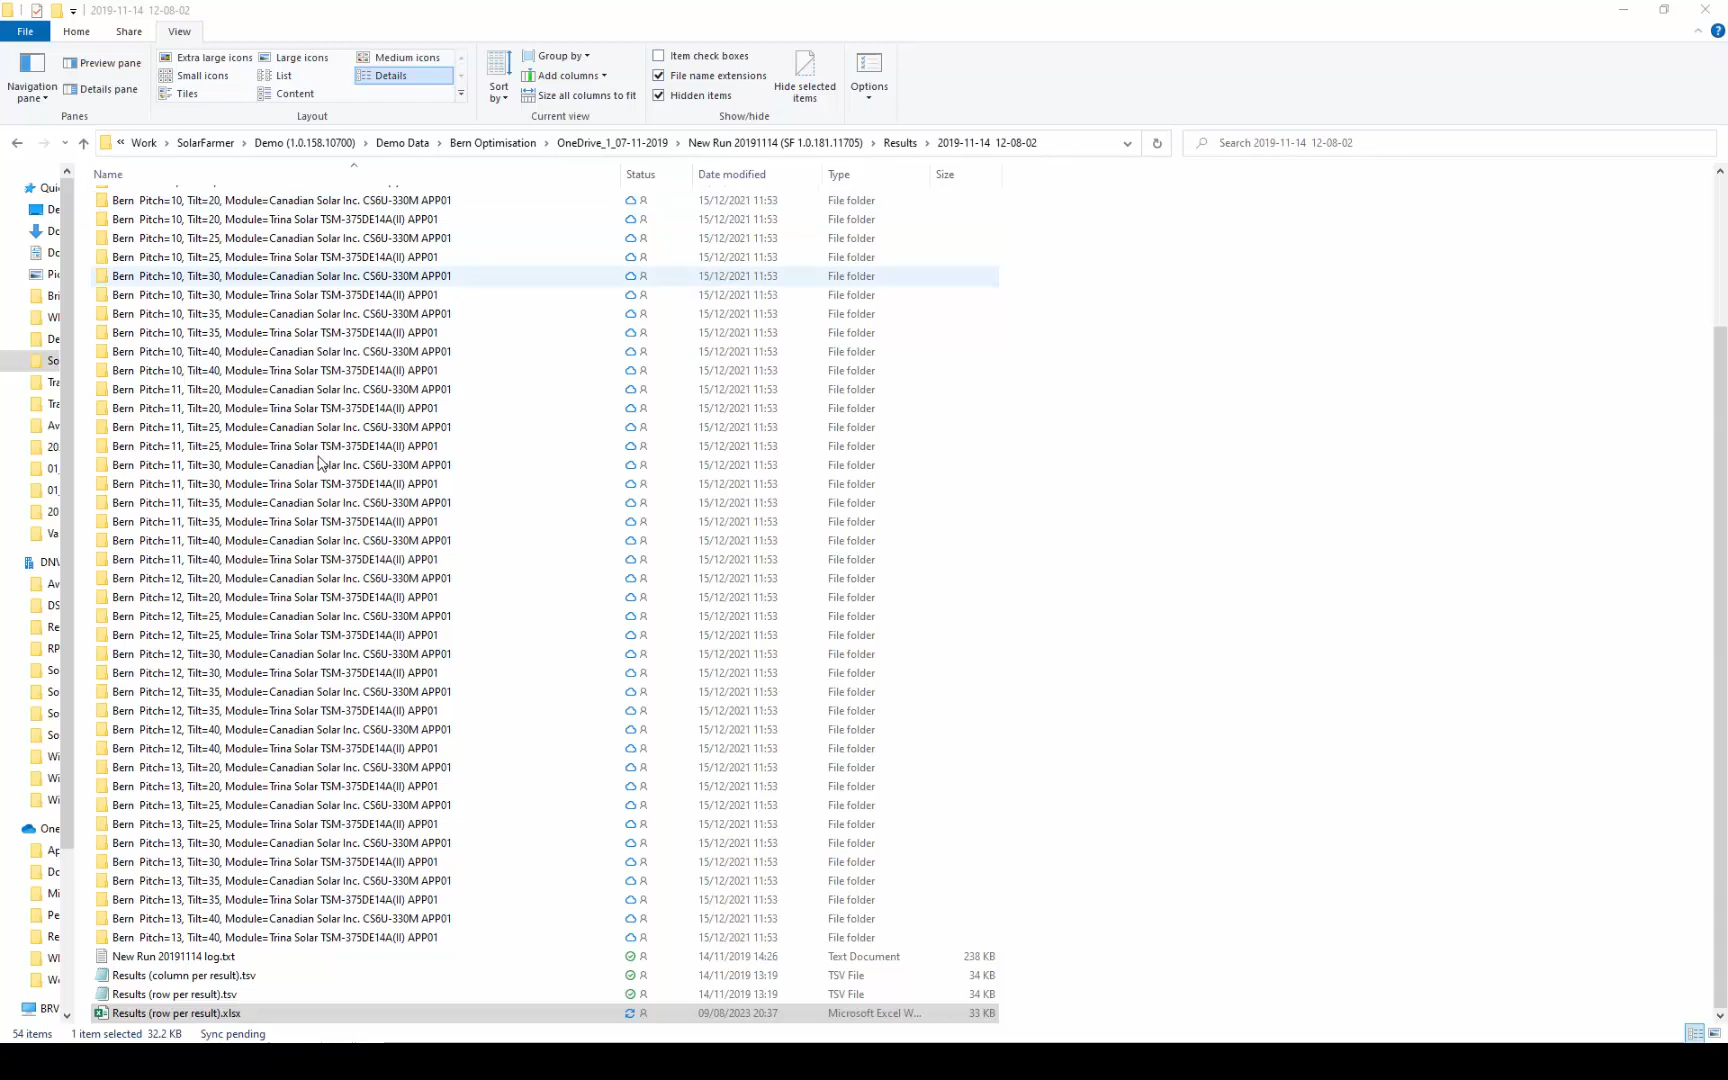 2019-11-14 12-08-02
File Home Share View
Navigation pane
Preview pane
Details pane
Panes
Extra large icons Large icons Medium icons
Small icons List Details
Tiles Content
Layout
Sort by
Group by
Add columns
Size all columns to fit
Current view
Item check boxes
File name extensions
Hidden items
Hide selected items
Show/hide
Options
« Work > SolarFarmer > Demo (1.0.158.10700) > Demo Data > Bern Optimisation > OneDrive_1_07-11-2019 > New Run 20191114 (SF 1.0.181.11705) > Results > 2019-11-14 12-08-02
Search 2019-11-14 12-08-02
Name Status Date modified Type Size
Bern Pitch=10, Tilt=20, Module=Canadian Solar Inc. CS6U-330M APP01 15/12/2021 11:53 File folder
Bern Pitch=10, Tilt=20, Module=Trina Solar TSM-375DE14A(II) APP01 15/12/2021 11:53 File folder
Bern Pitch=10, Tilt=25, Module=Canadian Solar Inc. CS6U-330M APP01 15/12/2021 11:53 File folder
Bern Pitch=10, Tilt=25, Module=Trina Solar TSM-375DE14A(II) APP01 15/12/2021 11:53 File folder
Bern Pitch=10, Tilt=30, Module=Canadian Solar Inc. CS6U-330M APP01 15/12/2021 11:53 File folder
Bern Pitch=10, Tilt=30, Module=Trina Solar TSM-375DE14A(II) APP01 15/12/2021 11:53 File folder
Bern Pitch=10, Tilt=35, Module=Canadian Solar Inc. CS6U-330M APP01 15/12/2021 11:53 File folder
Bern Pitch=10, Tilt=35, Module=Trina Solar TSM-375DE14A(II) APP01 15/12/2021 11:53 File folder
Bern Pitch=10, Tilt=40, Module=Canadian Solar Inc. CS6U-330M APP01 15/12/2021 11:53 File folder
Bern Pitch=10, Tilt=40, Module=Trina Solar TSM-375DE14A(II) APP01 15/12/2021 11:53 File folder
Bern Pitch=11, Tilt=20, Module=Canadian Solar Inc. CS6U-330M APP01 15/12/2021 11:53 File folder
Bern Pitch=11, Tilt=20, Module=Trina Solar TSM-375DE14A(II) APP01 15/12/2021 11:53 File folder
Bern Pitch=11, Tilt=25, Module=Canadian Solar Inc. CS6U-330M APP01 15/12/2021 11:53 File folder
Bern Pitch=11, Tilt=25, Module=Trina Solar TSM-375DE14A(II) APP01 15/12/2021 11:53 File folder
Bern Pitch=11, Tilt=30, Module=Canadian Solar Inc. CS6U-330M APP01 15/12/2021 11:53 File folder
Bern Pitch=11, Tilt=30, Module=Trina Solar TSM-375DE14A(II) APP01 15/12/2021 11:53 File folder
Bern Pitch=11, Tilt=35, Module=Canadian Solar Inc. CS6U-330M APP01 15/12/2021 11:53 File folder
Bern Pitch=11, Tilt=35, Module=Trina Solar TSM-375DE14A(II) APP01 15/12/2021 11:53 File folder
Bern Pitch=11, Tilt=40, Module=Canadian Solar Inc. CS6U-330M APP01 15/12/2021 11:53 File folder
Bern Pitch=11, Tilt=40, Module=Trina Solar TSM-375DE14A(II) APP01 15/12/2021 11:53 File folder
Bern Pitch=12, Tilt=20, Module=Canadian Solar Inc. CS6U-330M APP01 15/12/2021 11:53 File folder
Bern Pitch=12, Tilt=20, Module=Trina Solar TSM-375DE14A(II) APP01 15/12/2021 11:53 File folder
Bern Pitch=12, Tilt=25, Module=Canadian Solar Inc. CS6U-330M APP01 15/12/2021 11:53 File folder
Bern Pitch=12, Tilt=25, Module=Trina Solar TSM-375DE14A(II) APP01 15/12/2021 11:53 File folder
Bern Pitch=12, Tilt=30, Module=Canadian Solar Inc. CS6U-330M APP01 15/12/2021 11:53 File folder
Bern Pitch=12, Tilt=30, Module=Trina Solar TSM-375DE14A(II) APP01 15/12/2021 11:53 File folder
Bern Pitch=12, Tilt=35, Module=Canadian Solar Inc. CS6U-330M APP01 15/12/2021 11:53 File folder
Bern Pitch=12, Tilt=35, Module=Trina Solar TSM-375DE14A(II) APP01 15/12/2021 11:53 File folder
Bern Pitch=12, Tilt=40, Module=Canadian Solar Inc. CS6U-330M APP01 15/12/2021 11:53 File folder
Bern Pitch=12, Tilt=40, Module=Trina Solar TSM-375DE14A(II) APP01 15/12/2021 11:53 File folder
Bern Pitch=13, Tilt=20, Module=Canadian Solar Inc. CS6U-330M APP01 15/12/2021 11:53 File folder
Bern Pitch=13, Tilt=20, Module=Trina Solar TSM-375DE14A(II) APP01 15/12/2021 11:53 File folder
Bern Pitch=13, Tilt=25, Module=Canadian Solar Inc. CS6U-330M APP01 15/12/2021 11:53 File folder
Bern Pitch=13, Tilt=25, Module=Trina Solar TSM-375DE14A(II) APP01 15/12/2021 11:53 File folder
Bern Pitch=13, Tilt=30, Module=Canadian Solar Inc. CS6U-330M APP01 15/12/2021 11:53 File folder
Bern Pitch=13, Tilt=30, Module=Trina Solar TSM-375DE14A(II) APP01 15/12/2021 11:53 File folder
Bern Pitch=13, Tilt=35, Module=Canadian Solar Inc. CS6U-330M APP01 15/12/2021 11:53 File folder
Bern Pitch=13, Tilt=35, Module=Trina Solar TSM-375DE14A(II) APP01 15/12/2021 11:53 File folder
Bern Pitch=13, Tilt=40, Module=Canadian Solar Inc. CS6U-330M APP01 15/12/2021 11:53 File folder
Bern Pitch=13, Tilt=40, Module=Trina Solar TSM-375DE14A(II) APP01 15/12/2021 11:53 File folder
New Run 20191114 log.txt 14/11/2019 14:26 Text Document 238 KB
Results (column per result).tsv 14/11/2019 13:19 TSV File 34 KB
Results (row per result).tsv 14/11/2019 13:19 TSV File 34 KB
Results (row per result).xlsx 09/08/2023 20:37 Microsoft Excel W... 33 KB
54 items 1 item selected 32.2 KB Sync pending